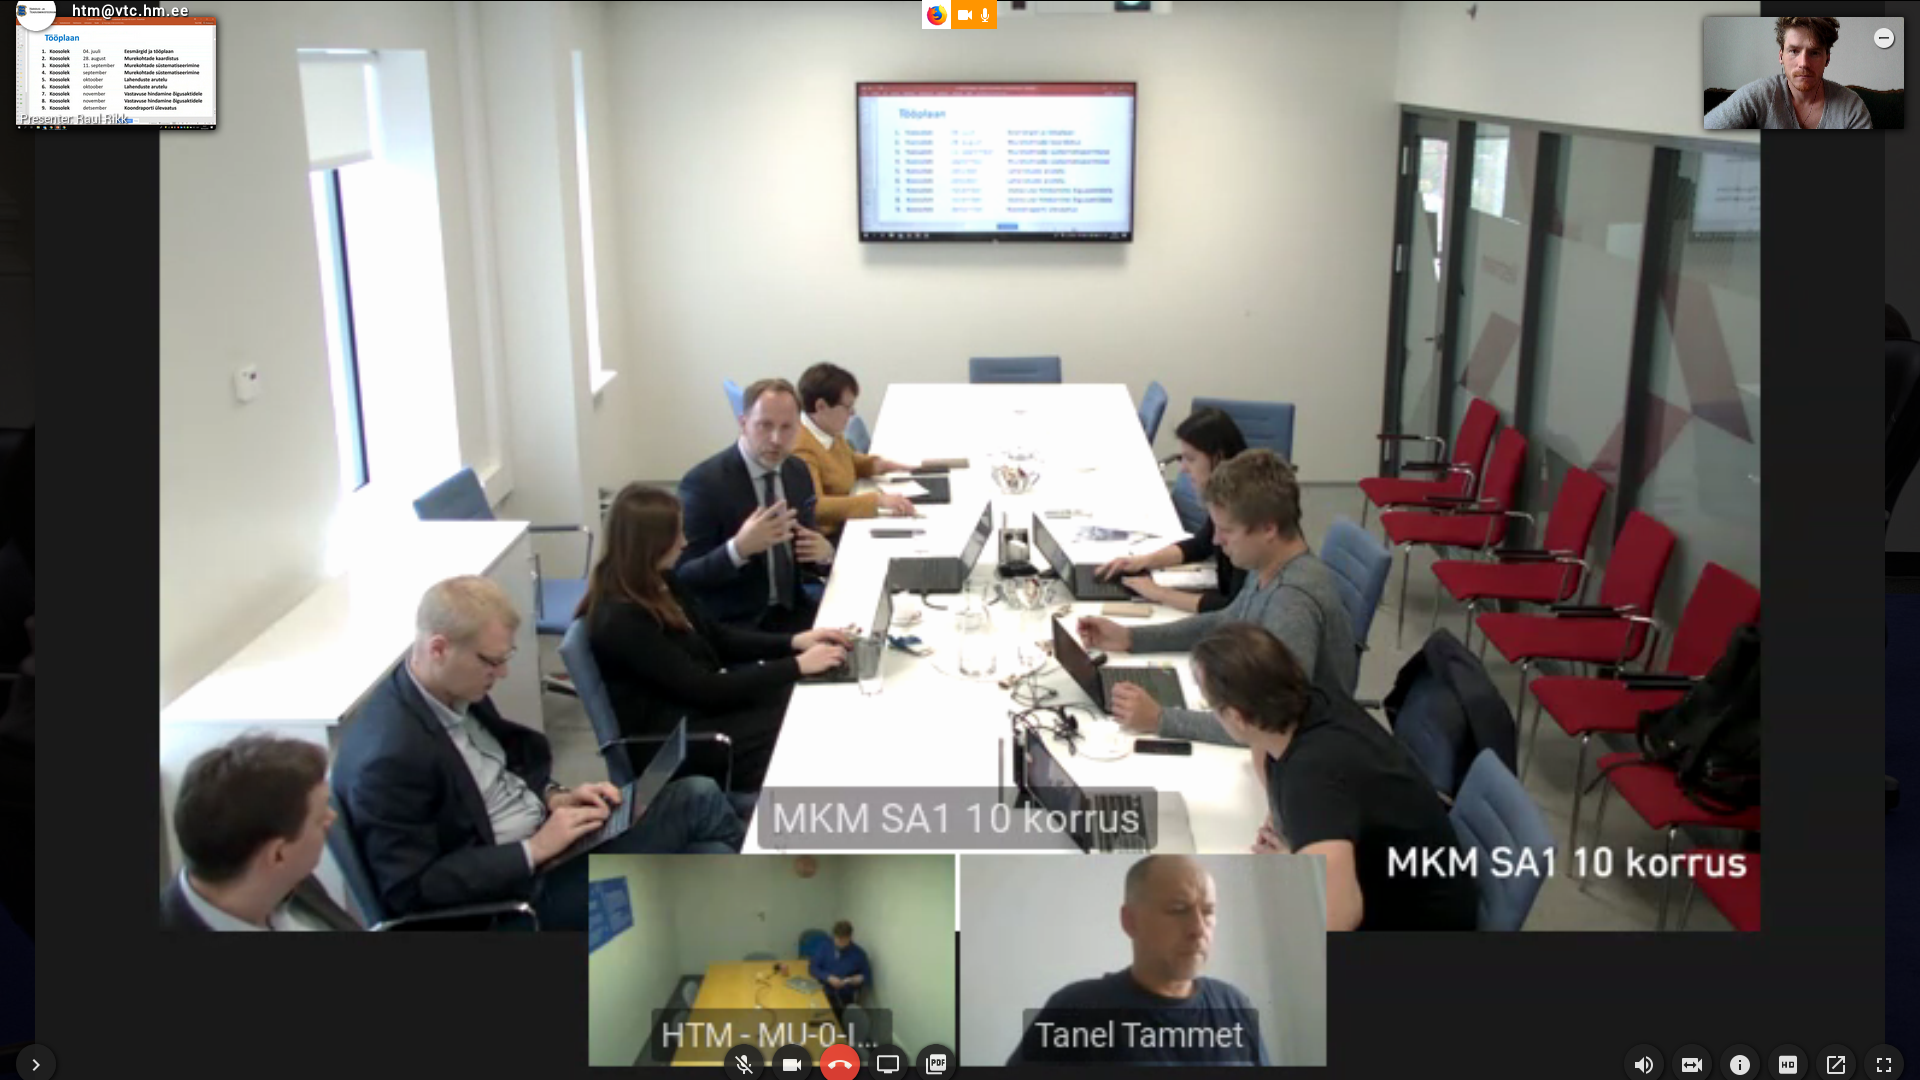 htm@vtc.hm.ee
Tööplaan
1. Koosolek 04. juuli Eesmärgid ja tööplaan
2. Koosolek 28. august Murekohtade kaardistus
3. Koosolek 11. september Murekohtade süstematiseerimine
4. Koosolek september Murekohtade süstematiseerimine
5. Koosolek oktoober Lahenduste arutelu
6. Koosolek oktoober Lahenduste arutelu
7. Koosolek november Vastavuse hindamine õigusaktidele
8. Koosolek november Vastavuse hindamine õigusaktidele
9. Koosolek detsember Koondraporti ülevaatus
Presenter: Raul Rikk
Tööplaan
MKM SA1 10 korrus
MKM SA1 10 korrus
HTM - MU-0-I...
Tanel Tammet
PDF
HD